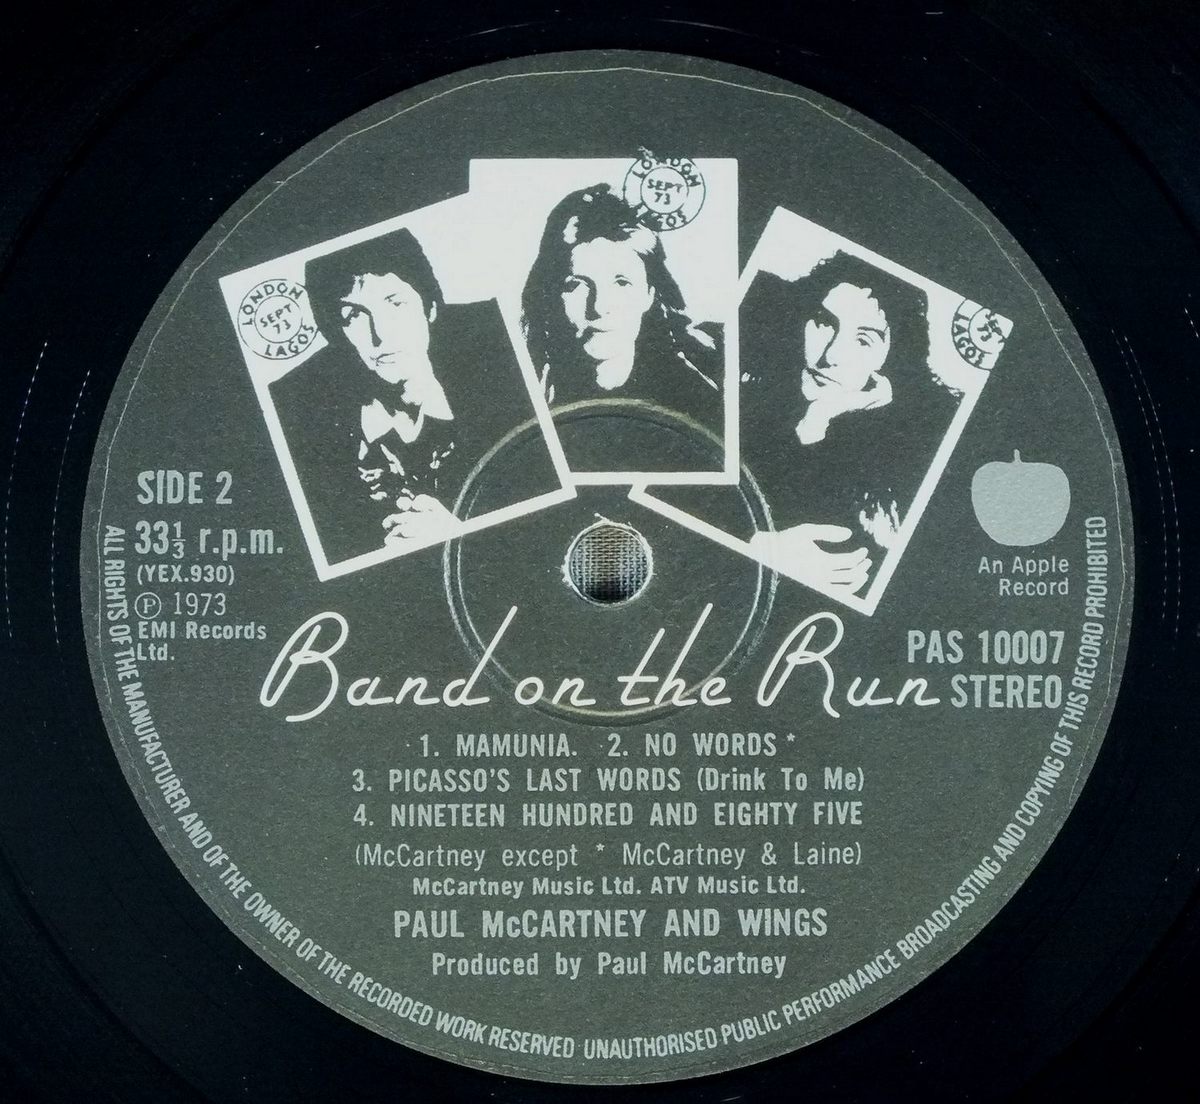 LONDON
SEPT
73
LAGOS
LONDON
SEPT
73
LAGOS
SEPT
73
LAGOS
SIDE 2
33⅓ r.p.m.
(YEX.930)
Ⓟ 1973
EMI Records
Ltd.
An Apple
Record
PAS 10007
STEREO
Band on the Run
1. MAMUNIA. 2. NO WORDS *
3. PICASSO'S LAST WORDS (Drink To Me)
4. NINETEEN HUNDRED AND EIGHTY FIVE
(McCartney except * McCartney & Laine)
McCartney Music Ltd. ATV Music Ltd.
PAUL McCARTNEY AND WINGS
Produced by Paul McCartney
ALL RIGHTS OF THE MANUFACTURER AND OF THE OWNER OF THE RECORDED WORK RESERVED UNAUTHORISED PUBLIC PERFORMANCE BROADCASTING AND COPYING OF THIS RECORD PROHIBITED